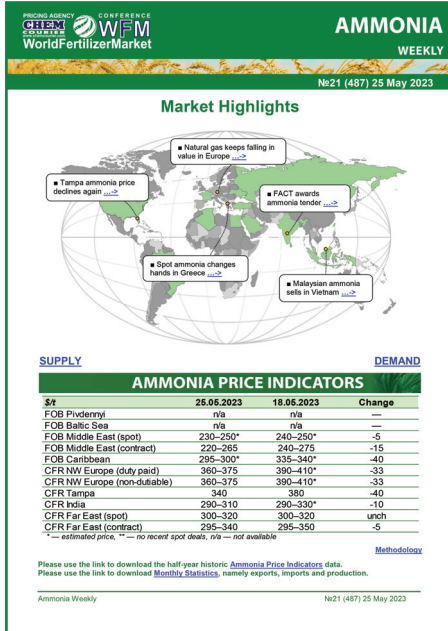 PRICING AGENCY
CHEM
COURIER
www.chemcourier.com
CONFERENCE
WFM
WorldFertilizerMarket
AMMONIA
WEEKLY
№21 (487) 25 May 2023
Market Highlights
■ Natural gas keeps falling in
value in Europe ...->
■ Tampa ammonia price
declines again ...->
■ FACT awards
ammonia tender ...->
■ Spot ammonia changes
hands in Greece ...->
■ Malaysian ammonia
sells in Vietnam ...->
SUPPLY DEMAND
AMMONIA PRICE INDICATORS
$/t 25.05.2023 18.05.2023 Change
FOB Pivdennyi n/a n/a —
FOB Baltic Sea n/a n/a —
FOB Middle East (spot) 230–250* 240–250* -5
FOB Middle East (contract) 220–265 240–275 -15
FOB Caribbean 295–300* 335–340* -40
CFR NW Europe (duty paid) 360–375 390–410* -33
CFR NW Europe (non-dutiable) 360–375 390–410* -33
CFR Tampa 340 380 -40
CFR India 290–310 290–330* -10
CFR Far East (spot) 300–320 300–320 unch
CFR Far East (contract) 295–340 295–350 -5
* — estimated price, ** — no recent spot deals, n/a — not available
Methodology
Please use the link to download the half-year historic Ammonia Price Indicators data.
Please use the link to download Monthly Statistics, namely exports, imports and production.
Ammonia Weekly №21 (487) 25 May 2023